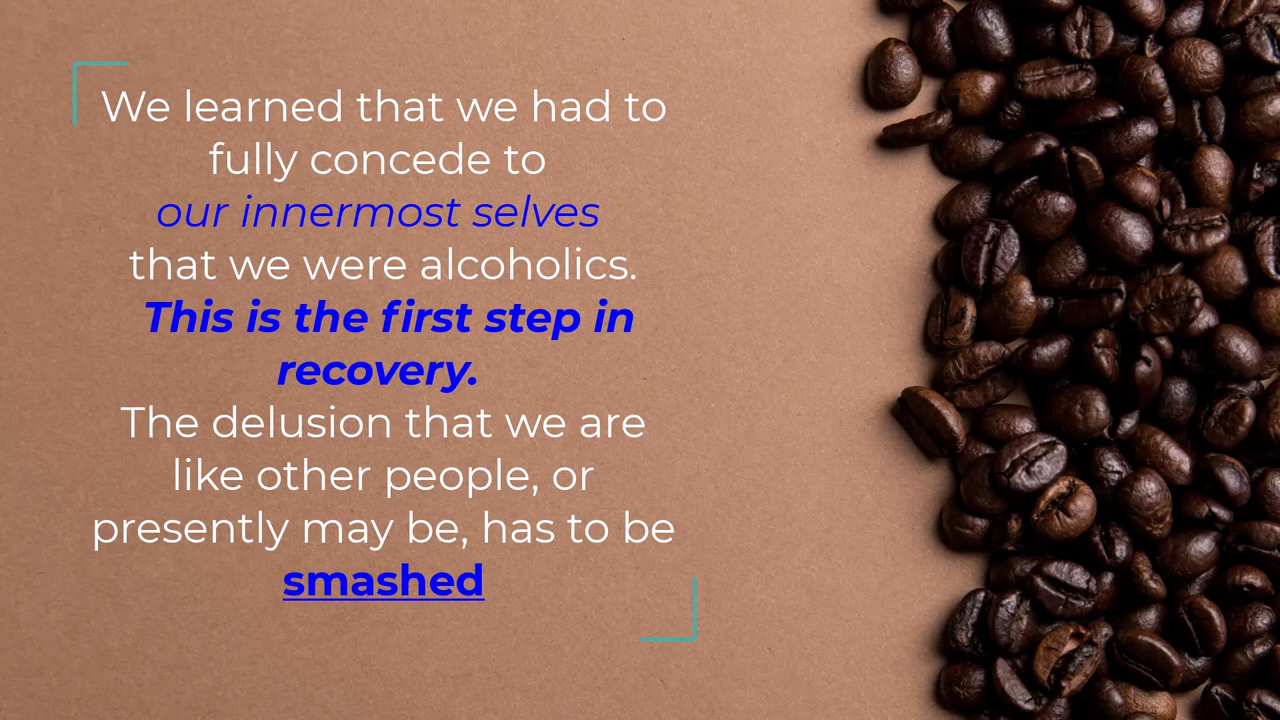 We learned that we had to
fully concede to
our innermost selves
that we were alcoholics.
This is the first step in
recovery.
The delusion that we are
like other people, or
presently may be, has to be
smashed